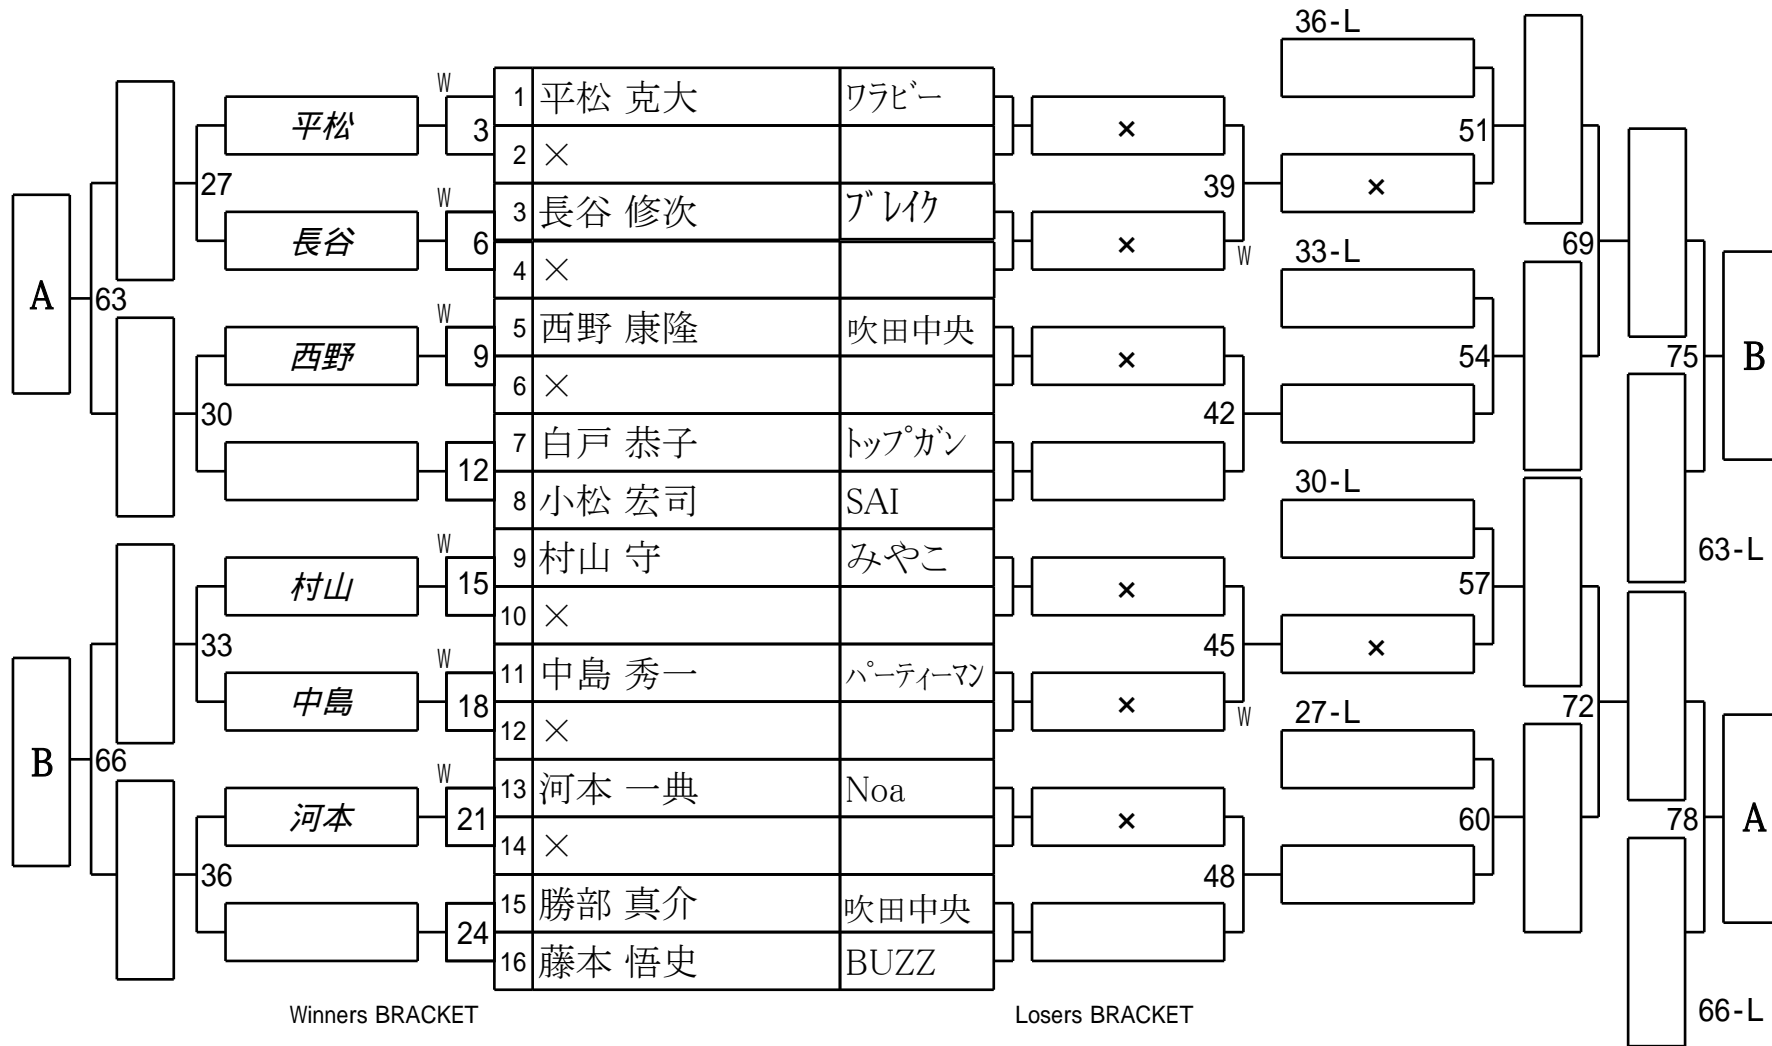 36-L
W
1 平松 克大 ワラビー
平松 3 × 51
2 ×
27 39 ×
W
3 長谷 修次 ブレイク
長谷 6 × W 69
4 ×
33-L
A 63 B
W
5 西野 康隆 吹田中央
西野 9 × 54 75
6 ×
30 42
7 白戸 恭子 トップガン
12
8 小松 宏司 SAI
30-L
W
9 村山 守 みやこ
63-L
村山 15 × 57
10 ×
33 45 ×
W
11 中島 秀一 パーティーマン
中島 18 × W 72
12 ×
27-L
B 66 A
W
13 河本 一典 Noa
河本 21 × 60 78
14 ×
36 48
15 勝部 真介 吹田中央
24
16 藤本 悟史 BUZZ
66-L
Winners BRACKET
Losers BRACKET